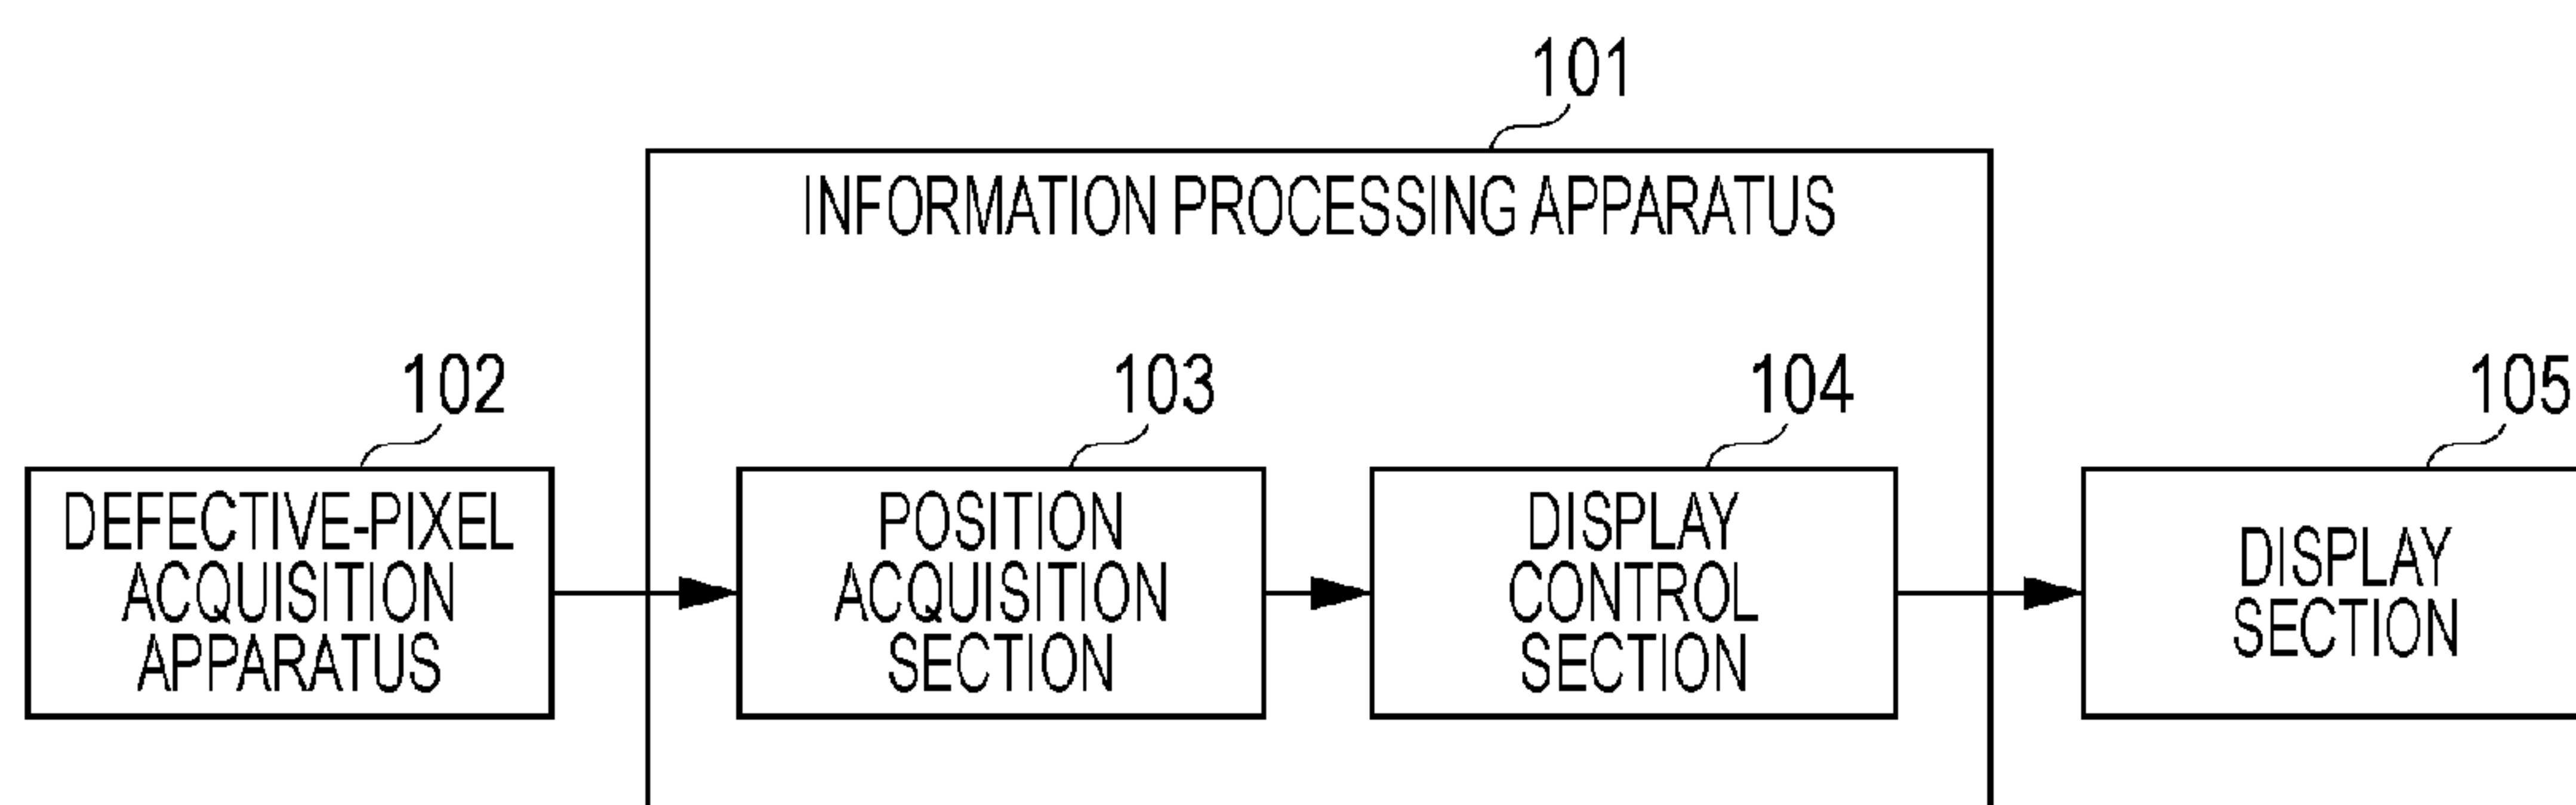 101
INFORMATION PROCESSING APPARATUS
102
103
104
105
DEFECTIVE-PIXEL
ACQUISITION
APPARATUS
POSITION
ACQUISITION
SECTION
DISPLAY
CONTROL
SECTION
DISPLAY
SECTION